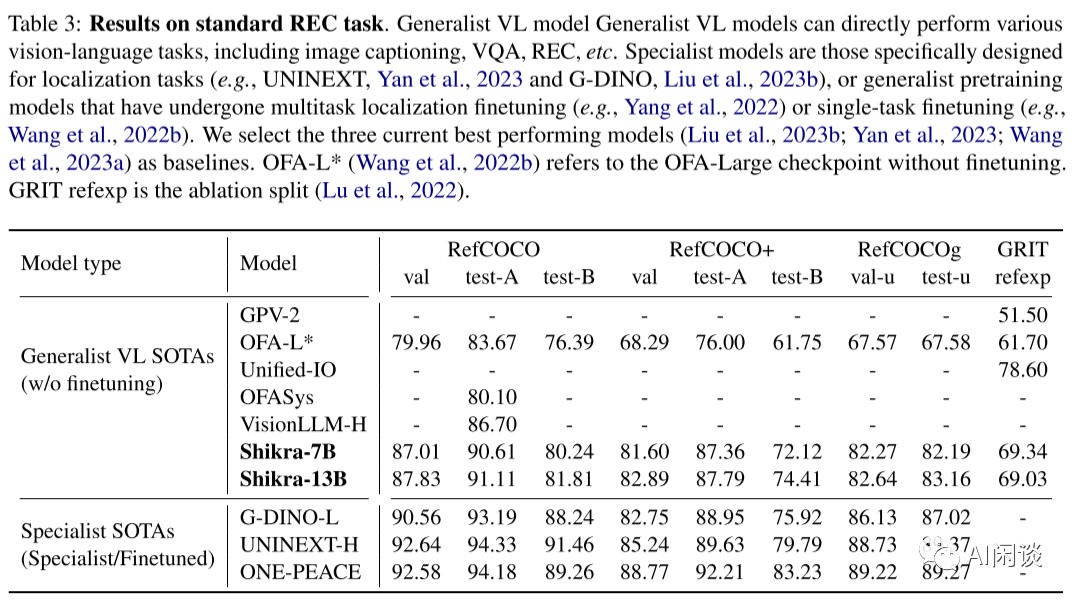 Table 3: Results on standard REC task. Generalist VL model Generalist VL models can directly perform various
vision-language tasks, including image captioning, VQA, REC, etc. Specialist models are those specifically designed
for localization tasks (e.g., UNINEXT, Yan et al., 2023 and G-DINO, Liu et al., 2023b), or generalist pretraining
models that have undergone multitask localization finetuning (e.g., Yang et al., 2022) or single-task finetuning (e.g.,
Wang et al., 2022b). We select the three current best performing models (Liu et al., 2023b; Yan et al., 2023; Wang
et al., 2023a) as baselines. OFA-L* (Wang et al., 2022b) refers to the OFA-Large checkpoint without finetuning.
GRIT refexp is the ablation split (Lu et al., 2022).
Model type Model RefCOCO RefCOCO+ RefCOCOg GRIT
val test-A test-B val test-A test-B val-u test-u refexp
Generalist VL SOTAs
(w/o finetuning)
GPV-2 - - - - - - - - 51.50
OFA-L* 79.96 83.67 76.39 68.29 76.00 61.75 67.57 67.58 61.70
Unified-IO - - - - - - - - 78.60
OFASys - 80.10 - - - - - - -
VisionLLM-H - 86.70 - - - - - - -
Shikra-7B 87.01 90.61 80.24 81.60 87.36 72.12 82.27 82.19 69.34
Shikra-13B 87.83 91.11 81.81 82.89 87.79 74.41 82.64 83.16 69.03
Specialist SOTAs
(Specialist/Finetuned)
G-DINO-L 90.56 93.19 88.24 82.75 88.95 75.92 86.13 87.02 -
UNINEXT-H 92.64 94.33 91.46 85.24 89.63 79.79 88.73
ONE-PEACE 92.58 94.18 89.26 88.77 92.21 83.23 89.22 89.27 -
AI闲谈